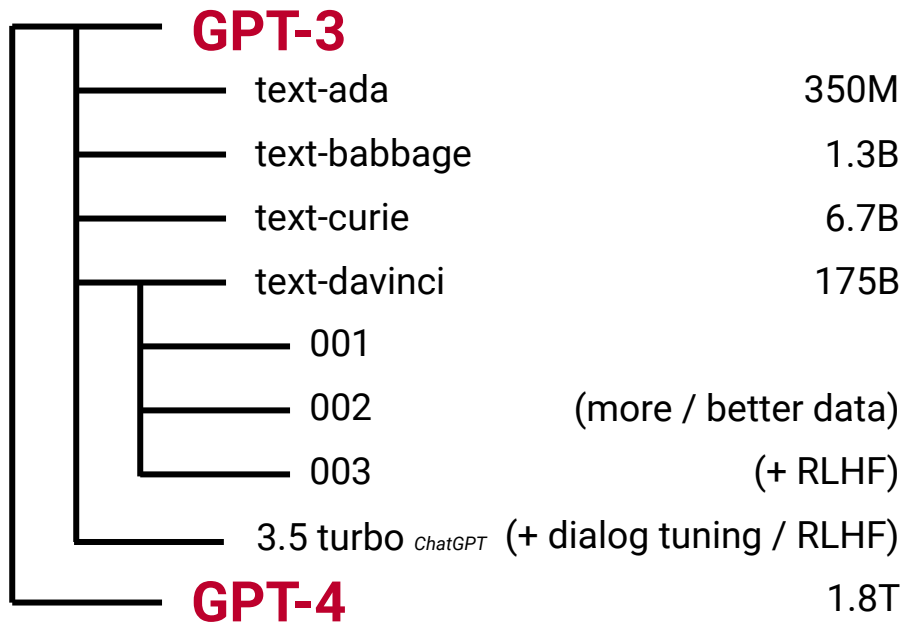 GPT-3
text-ada 350M
text-babbage 1.3B
text-curie 6.7B
text-davinci 175B
001
002 (more / better data)
003 (+ RLHF)
3.5 turbo ChatGPT (+ dialog tuning / RLHF)
GPT-4 1.8T